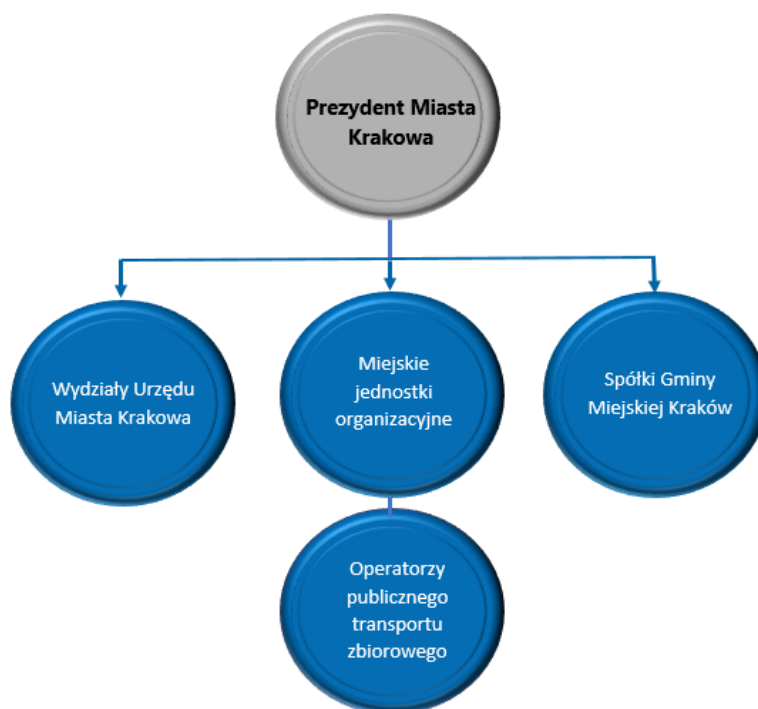 Prezydent Miasta
Krakowa
Wydziały Urzędu
Miasta Krakowa
Miejskie
jednostki
organizacyjne
Spółki Gminy
Miejskiej Kraków
Operatorzy
publicznego
transportu
zbiorowego